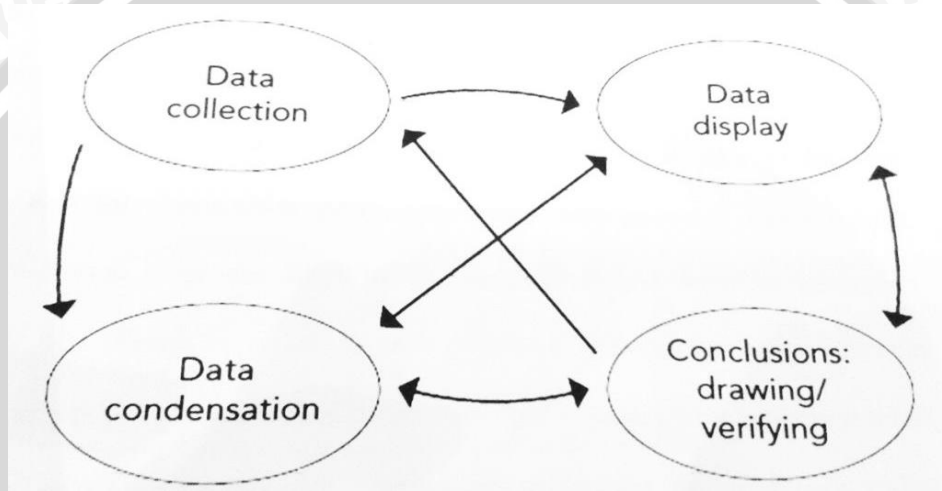 Data
collection
Data
display
Data
condensation
Conclusions:
drawing/
verifying